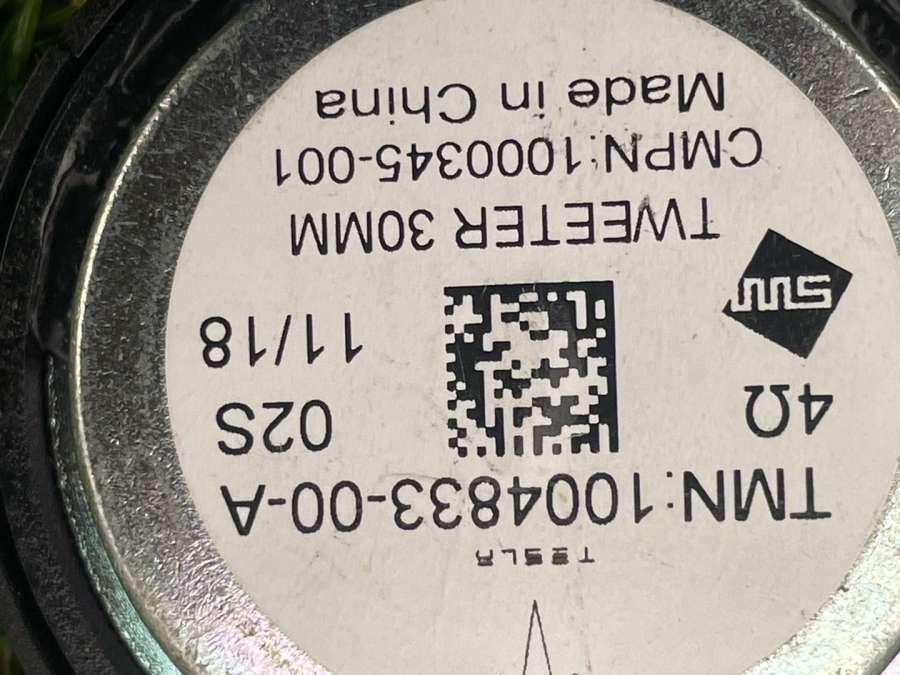 TESLA
TMN:1004833-00-A
4Ω 02S
11/18
TWEETER 30MM
CMPN:1000345-001
Made in China